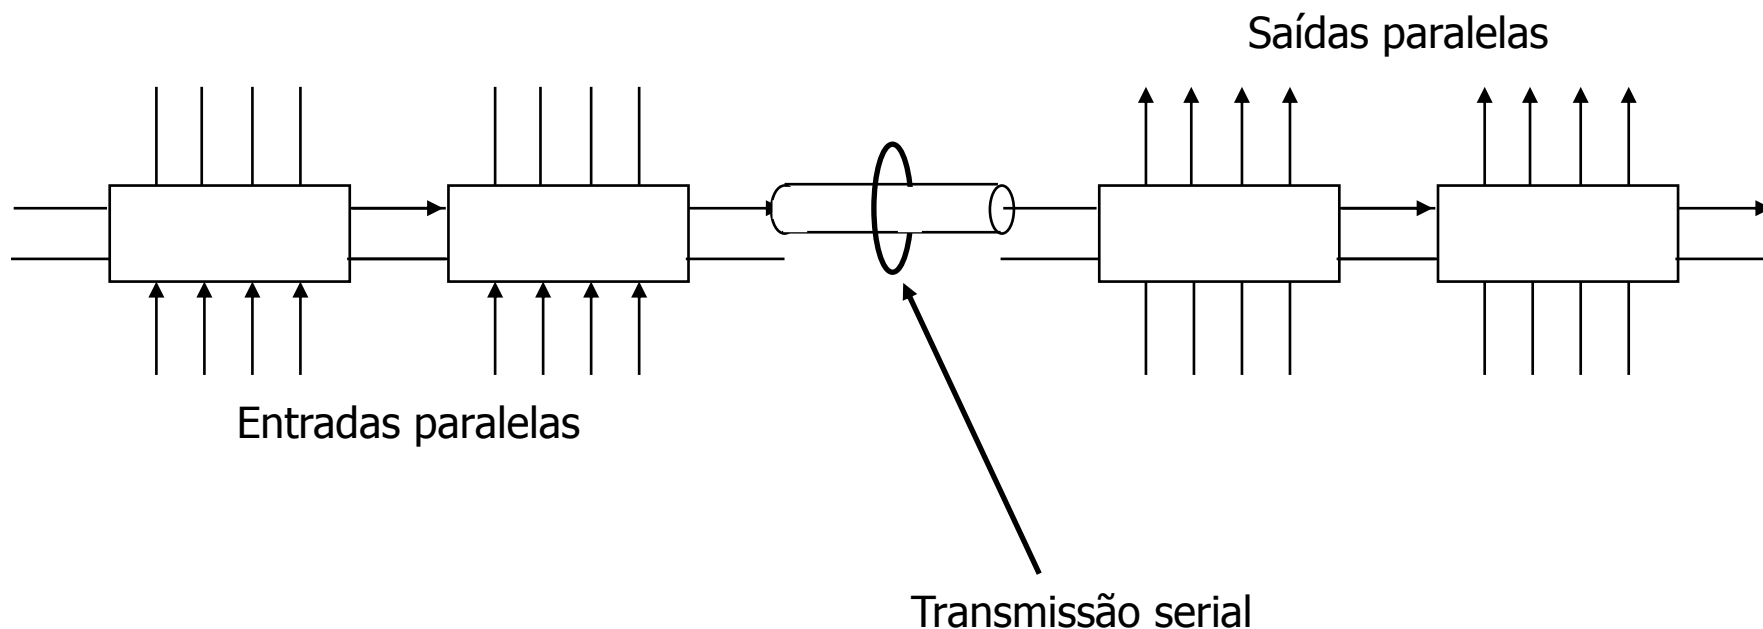 Saídas paralelas
Entradas paralelas
Transmissão serial